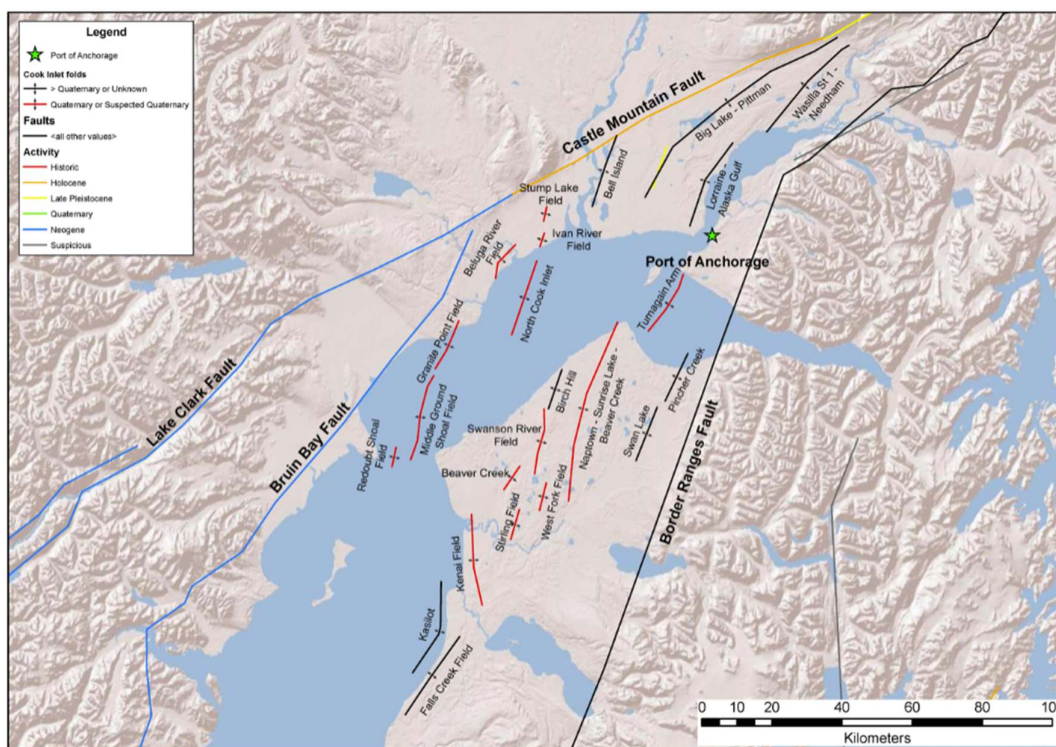 Legend
Port of Anchorage
Cook Inlet folds
> Quaternary or Unknown
Quaternary or Suspected Quaternary
Faults
<all other values>
Activity
Historic
Holocene
Late Pleistocene
Quaternary
Neogene
Suspicious
Castle Mountain Fault
Big Lake - Pittman
Wasilla St 1 -
Needham
Bell Island
Lorraine -
Alaska Gulf
Stump Lake
Field
Ivan River
Field
Beluga River
Field
North Cook Inlet
Port of Anchorage
Turnagain Arm
Granite Point Field
Lake Clark Fault
Bruin Bay Fault
Middle Ground
Shoal Field
Redoubt Shoal
Field
Birch Hill
Naptown - Sunrise Lake -
Beaver Creek
Pincher Creek
Swan Lake
Swanson River
Field
Beaver Creek
West Fork Field
Stirling Field
Border Ranges Fault
Kenai Field
Kasilot
Falls Creek Field
0 20 40 60 80 100
Kilometers